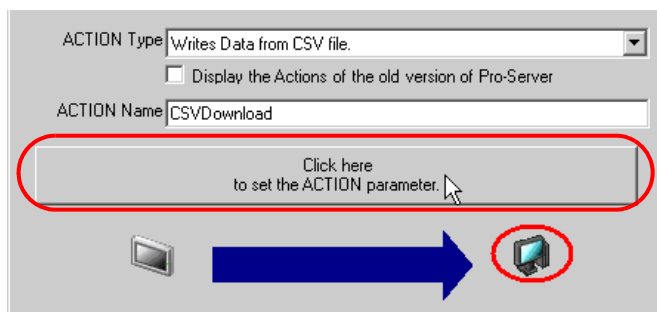 ACTION Type Writes Data from CSV file.
Display the Actions of the old version of Pro-Server
ACTION Name CSVDownload
Click here
to set the ACTION parameter.